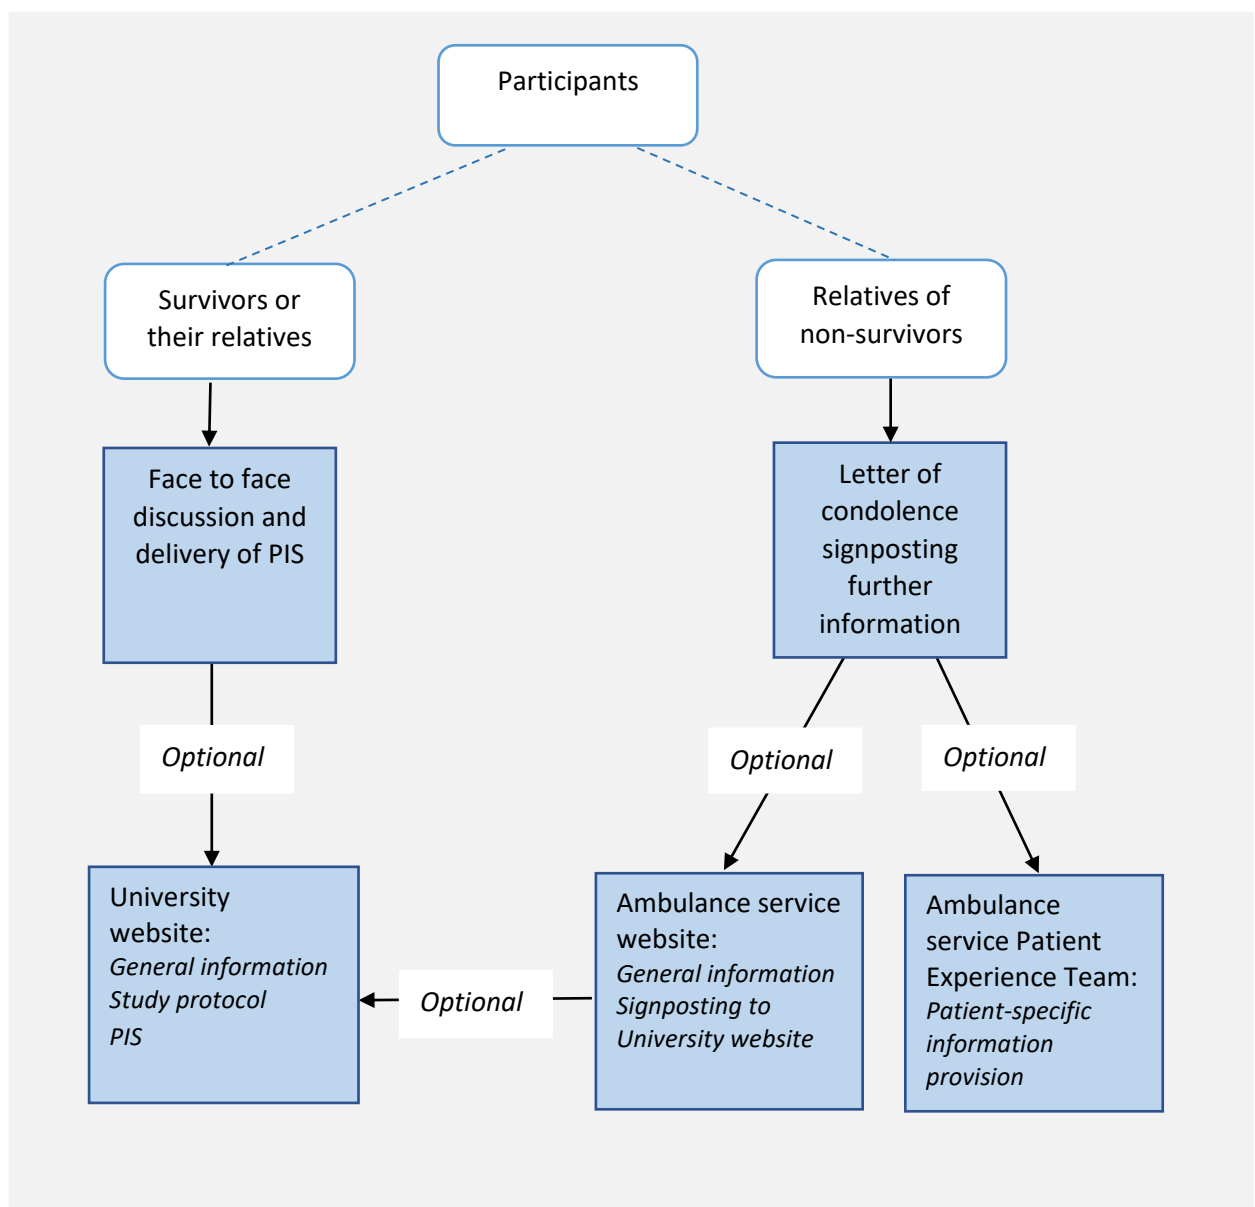 Participants
Survivors or
their relatives
Relatives of
non-survivors
Face to face
discussion and
delivery of PIS
Letter of
condolence
signposting
further
information
Optional
Optional
Optional
University
website:
General information
Study protocol
PIS
Optional
Ambulance service
website:
General information
Signposting to
University website
Ambulance
service Patient
Experience Team:
Patient-specific
information
provision